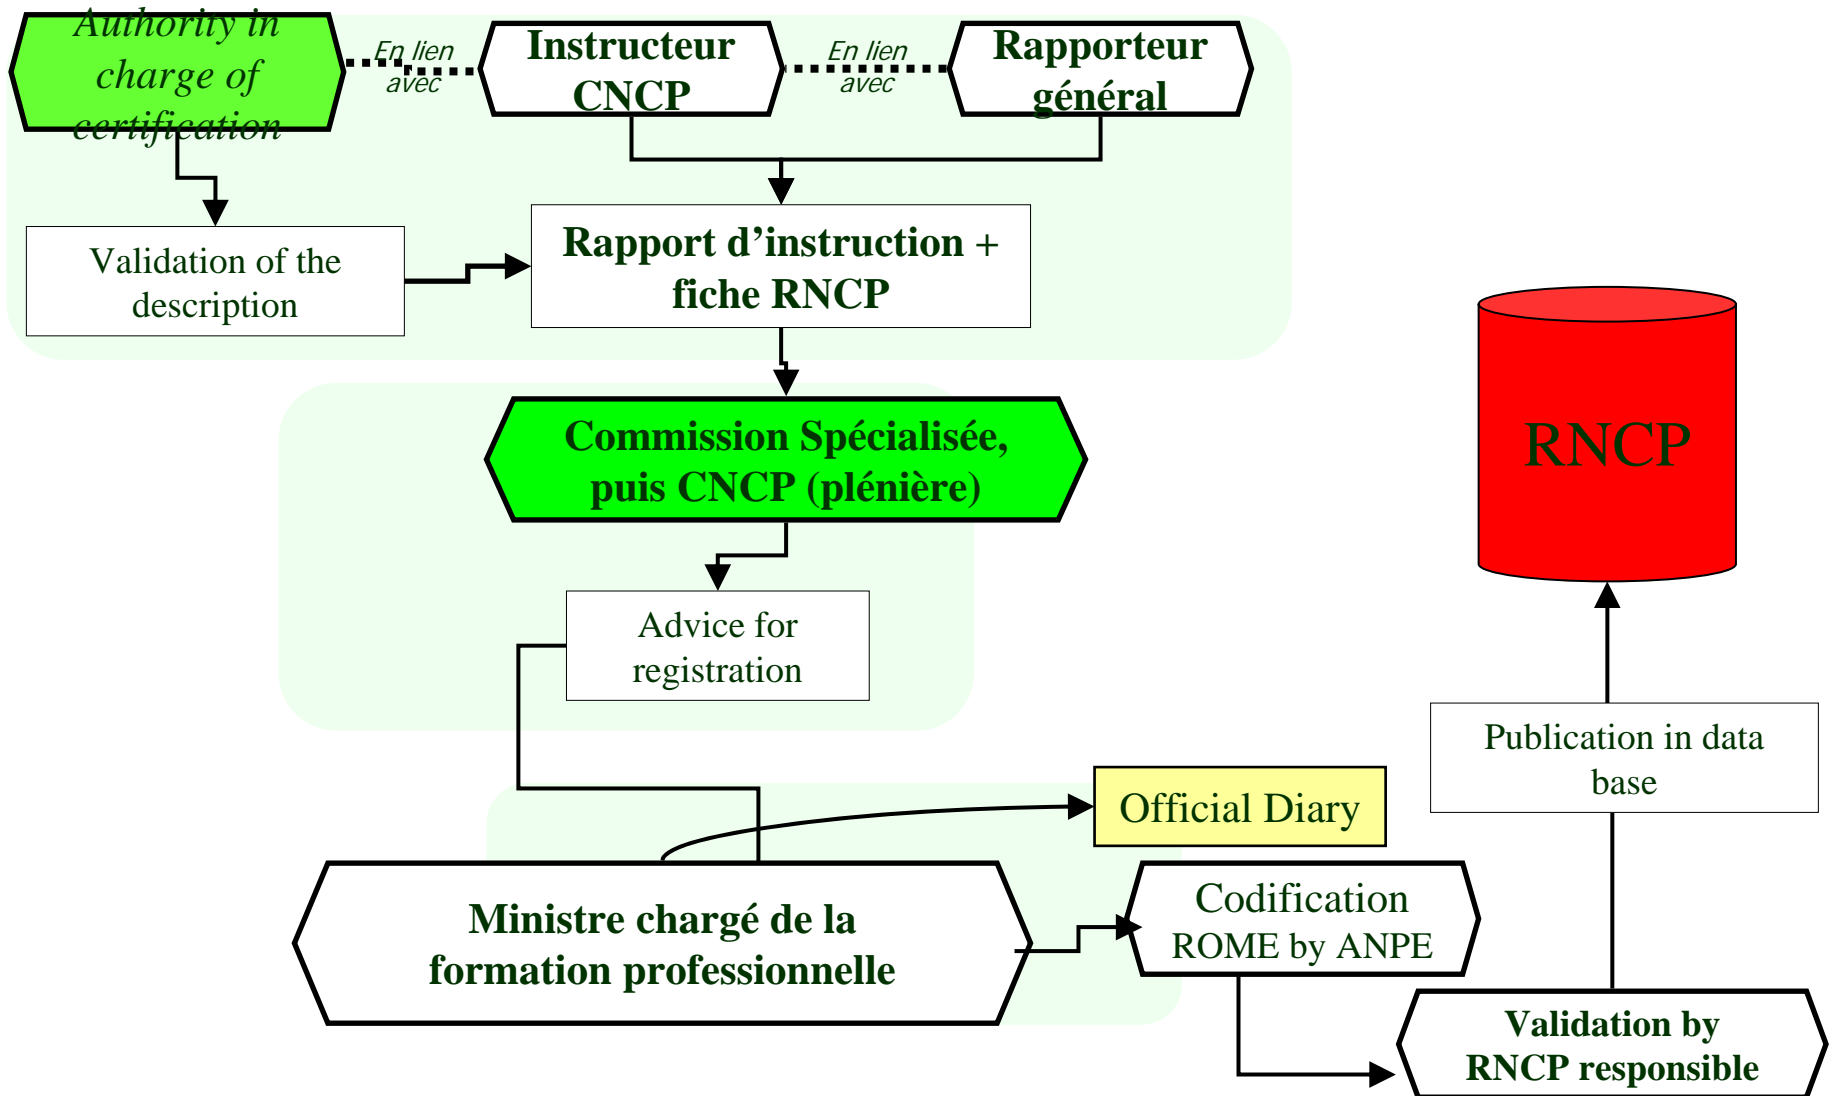 Authority in
charge of
certification
En lien
avec
Instructeur
CNCP
En lien
avec
Rapporteur
général
Validation of the
description
Rapport d’instruction +
fiche RNCP
Commission Spécialisée,
puis CNCP (plénière)
RNCP
Advice for
registration
Publication in data
base
Official Diary
Ministre chargé de la
formation professionnelle
Codification
ROME by ANPE
Validation by
RNCP responsible